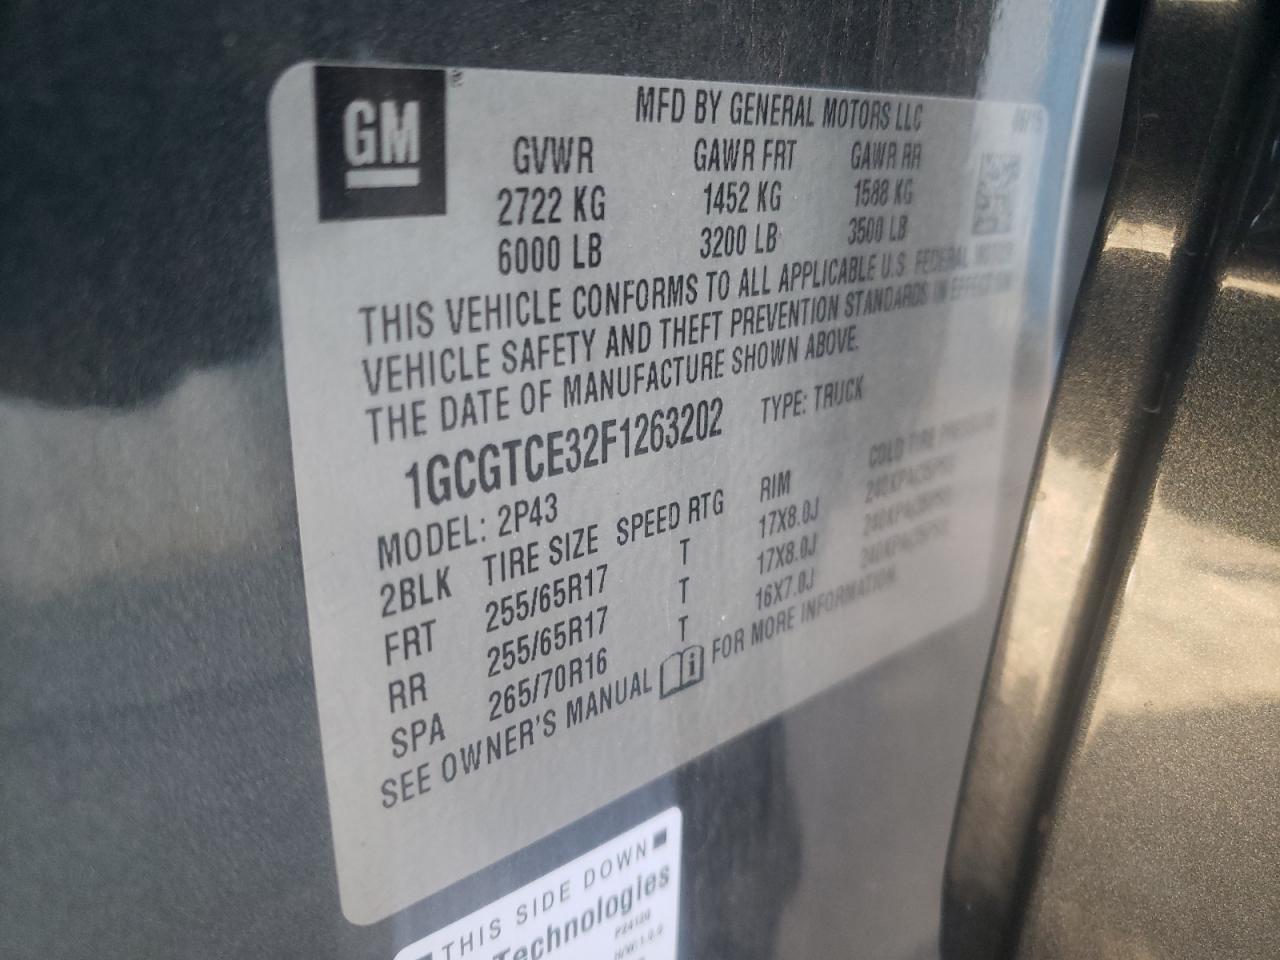 GM
MFD BY GENERAL MOTORS LLC
GVWR GAWR FRT GAWR RR
2722 KG 1452 KG 1588 KG
6000 LB 3200 LB 3500 LB
THIS VEHICLE CONFORMS TO ALL APPLICABLE U.S. FEDERAL MOTOR
VEHICLE SAFETY AND THEFT PREVENTION STANDARDS IN EFFECT ON
THE DATE OF MANUFACTURE SHOWN ABOVE.
1GCGTCE32F1263202 TYPE: TRUCK
MODEL: 2P43
2BLK TIRE SIZE SPEED RTG RIM COLD TIRE PRESSURE
FRT 255/65R17 T 17X8.0J
RR 255/65R17 T 17X8.0J
SPA 265/70R16 T 16X7.0J
SEE OWNER'S MANUAL FOR MORE INFORMATION.
THIS SIDE DOWN
Technologies